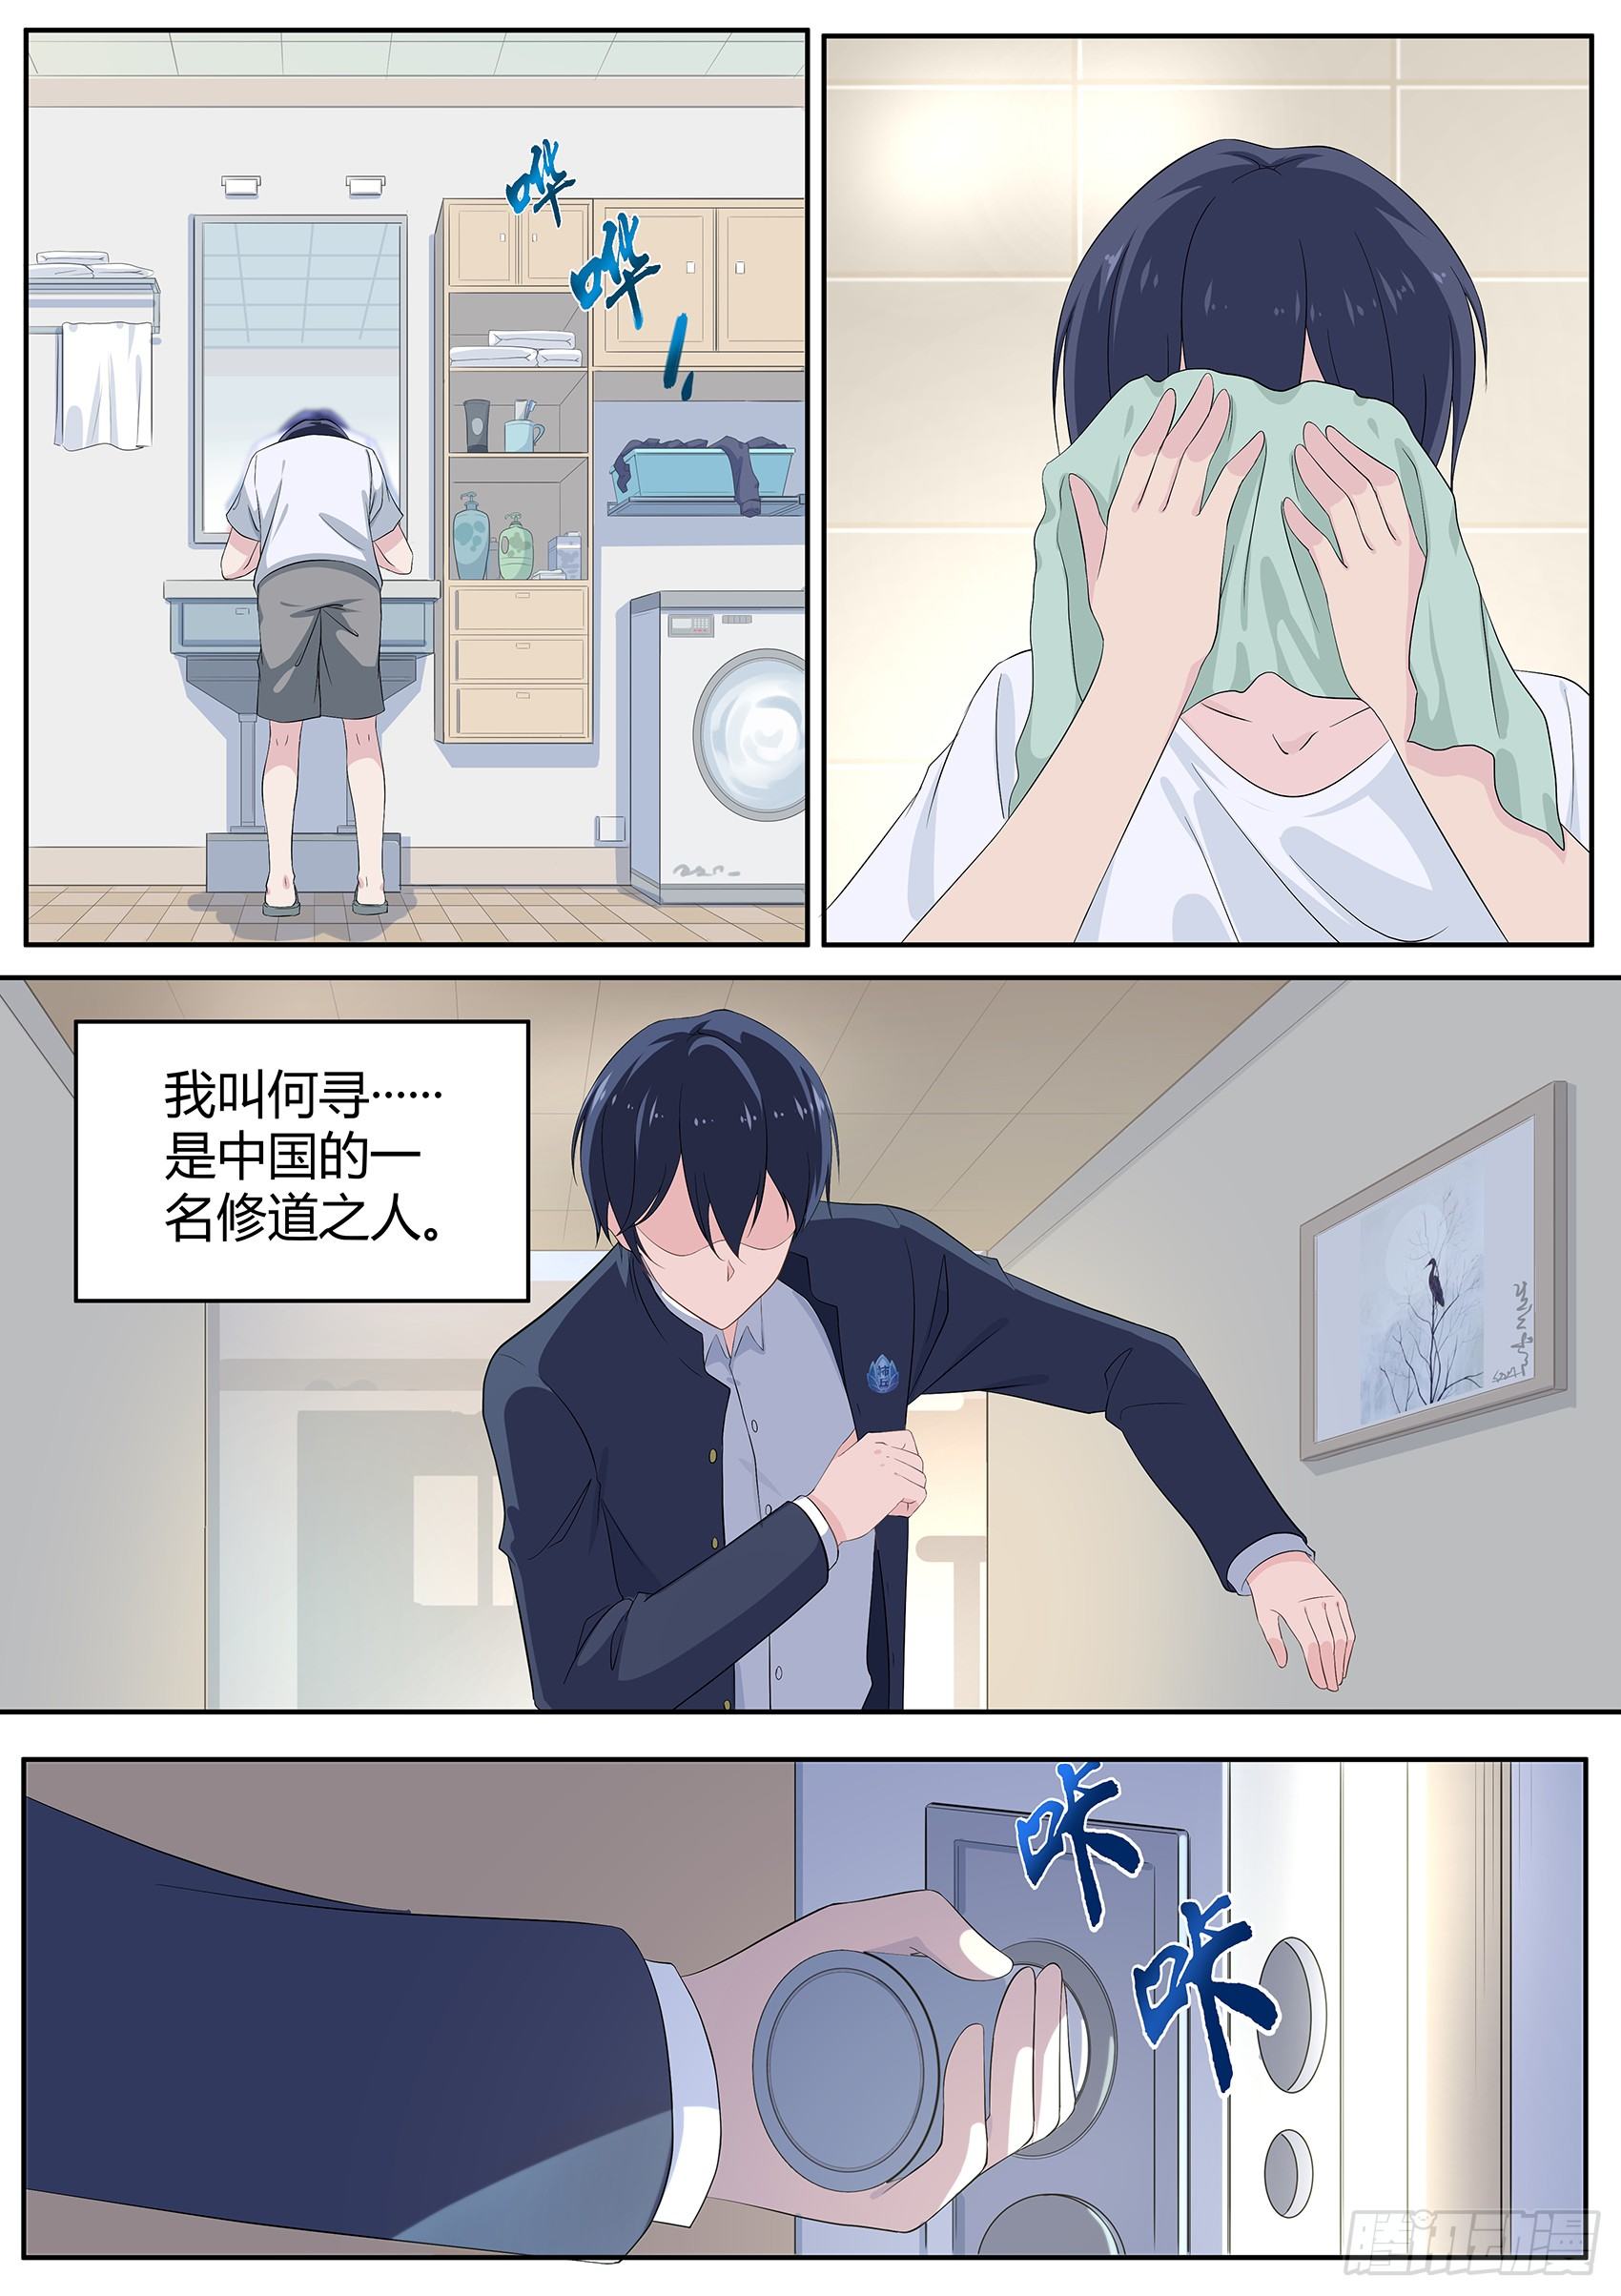 哗
哗
！
我叫何寻……
是中国的一
名修道之人。
咔
咔
腾讯动漫